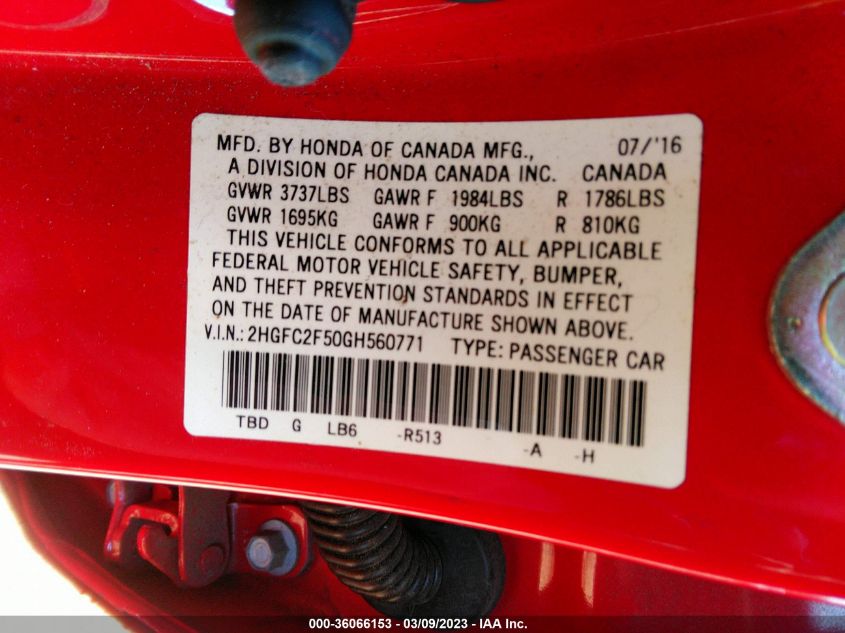 MFD. BY HONDA OF CANADA MFG., 07/'16
A DIVISION OF HONDA CANADA INC. CANADA
GVWR 3737LBS GAWR F 1984LBS R 1786LBS
GVWR 1695KG GAWR F 900KG R 810KG
THIS VEHICLE CONFORMS TO ALL APPLICABLE
FEDERAL MOTOR VEHICLE SAFETY, BUMPER,
AND THEFT PREVENTION STANDARDS IN EFFECT
ON THE DATE OF MANUFACTURE SHOWN ABOVE.
V.I.N.: 2HGFC2F50GH560771 TYPE: PASSENGER CAR
TBD G LB6 -R513 -A -H
000-36066153 - 03/09/2023 - IAA Inc.